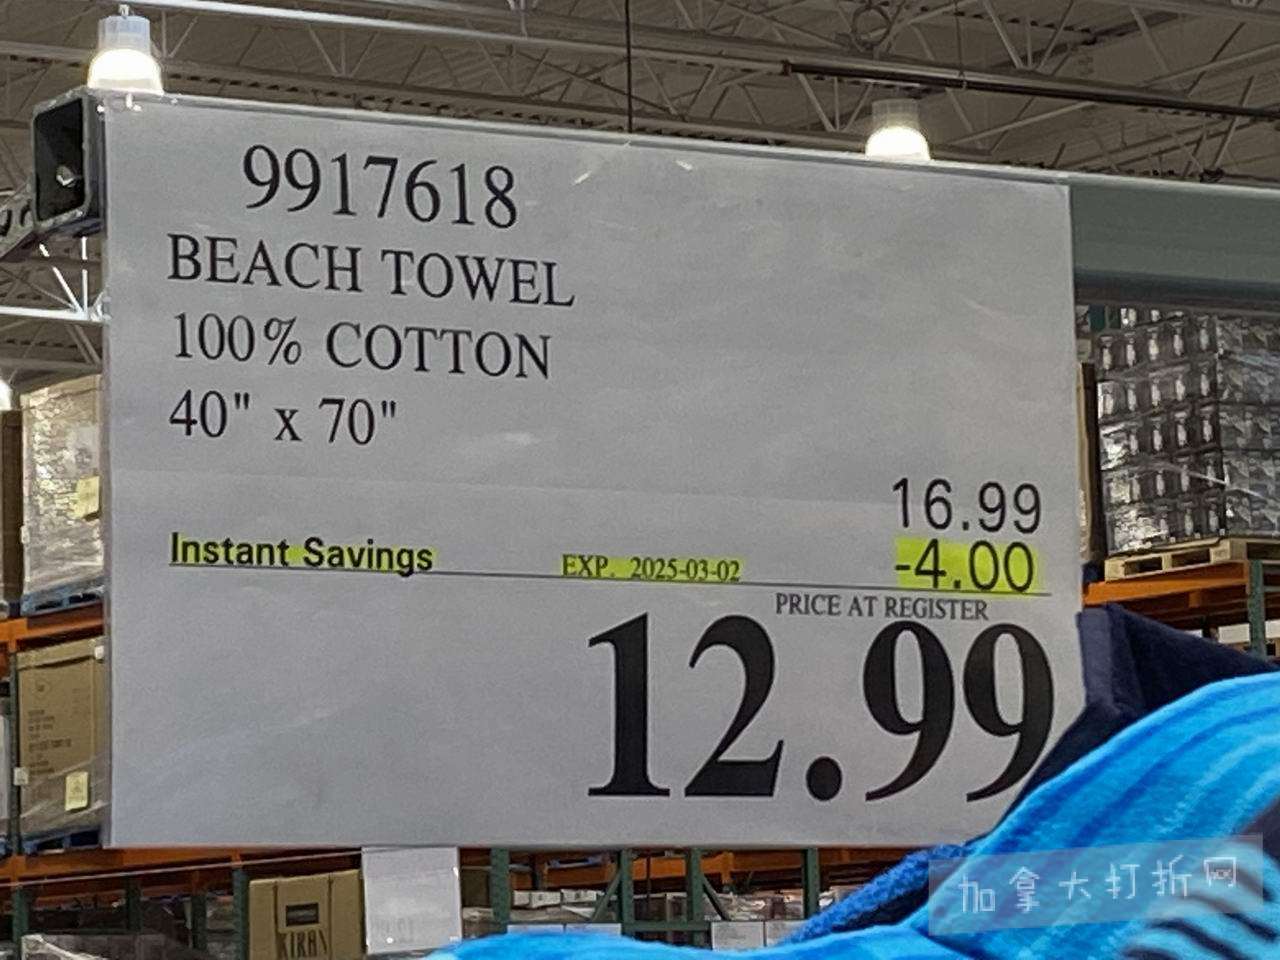 9917618
BEACH TOWEL
100% COTTON
40" x 70"
16.99
Instant Savings EXP. 2025-03-02 -4.00
PRICE AT REGISTER
12.99
KIRAN
加拿大打折网